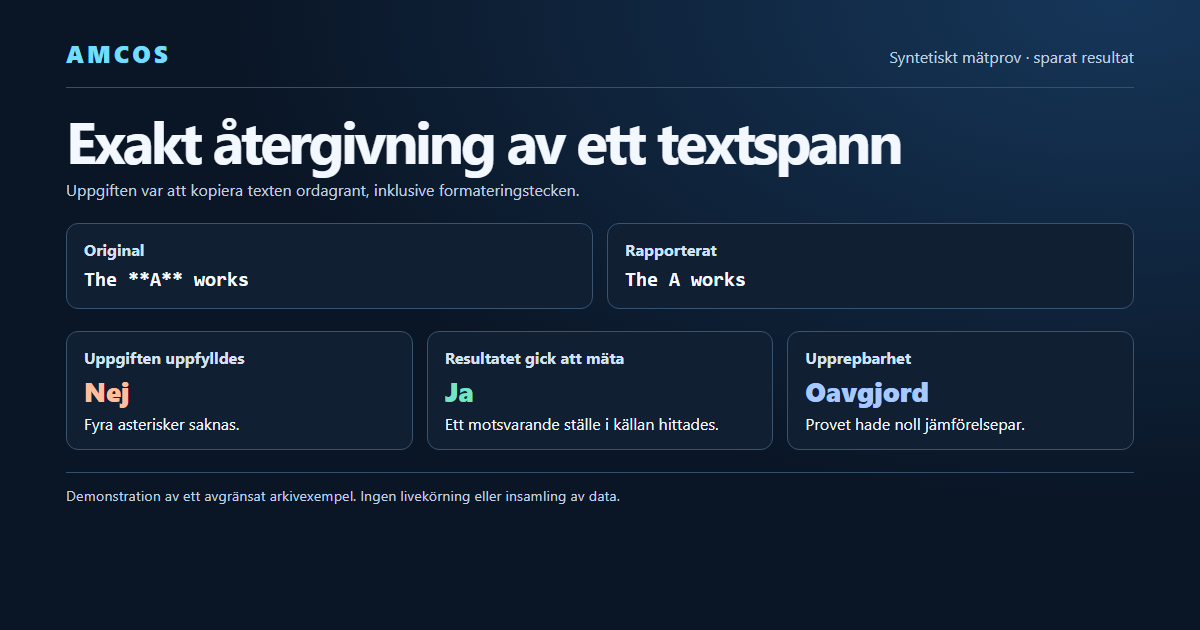 AMCOS
Syntetiskt mätprov · sparat resultat
Exakt återgivning av ett textspann
Uppgiften var att kopiera texten ordagrant, inklusive formateringstecken.
Original
The **A** works
Rapporterat
The A works
Uppgiften uppfylldes
Nej
Fyra asterisker saknas.
Resultatet gick att mäta
Ja
Ett motsvarande ställe i källan hittades.
Upprepbarhet
Oavgjord
Provet hade noll jämförelsepar.
Demonstration av ett avgränsat arkivexempel. Ingen livekörning eller insamling av data.